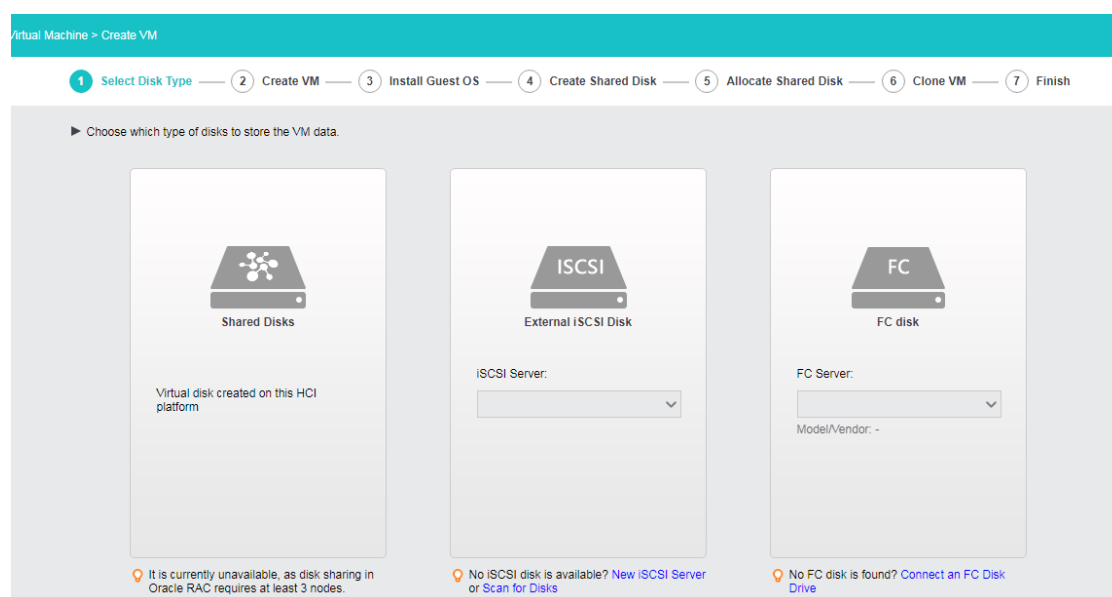 Virtual Machine > Create VM
1 Select Disk Type 2 Create VM 3 Install Guest OS 4 Create Shared Disk 5 Allocate Shared Disk 6 Clone VM 7 Finish
Choose which type of disks to store the VM data.
ISCSI
FC
Shared Disks
External iSCSI Disk
FC disk
Virtual disk created on this HCI
platform
iSCSI Server:
FC Server:
Model/Vendor: -
It is currently unavailable, as disk sharing in
Oracle RAC requires at least 3 nodes.
No iSCSI disk is available? New iSCSI Server
or Scan for Disks
No FC disk is found? Connect an FC Disk
Drive